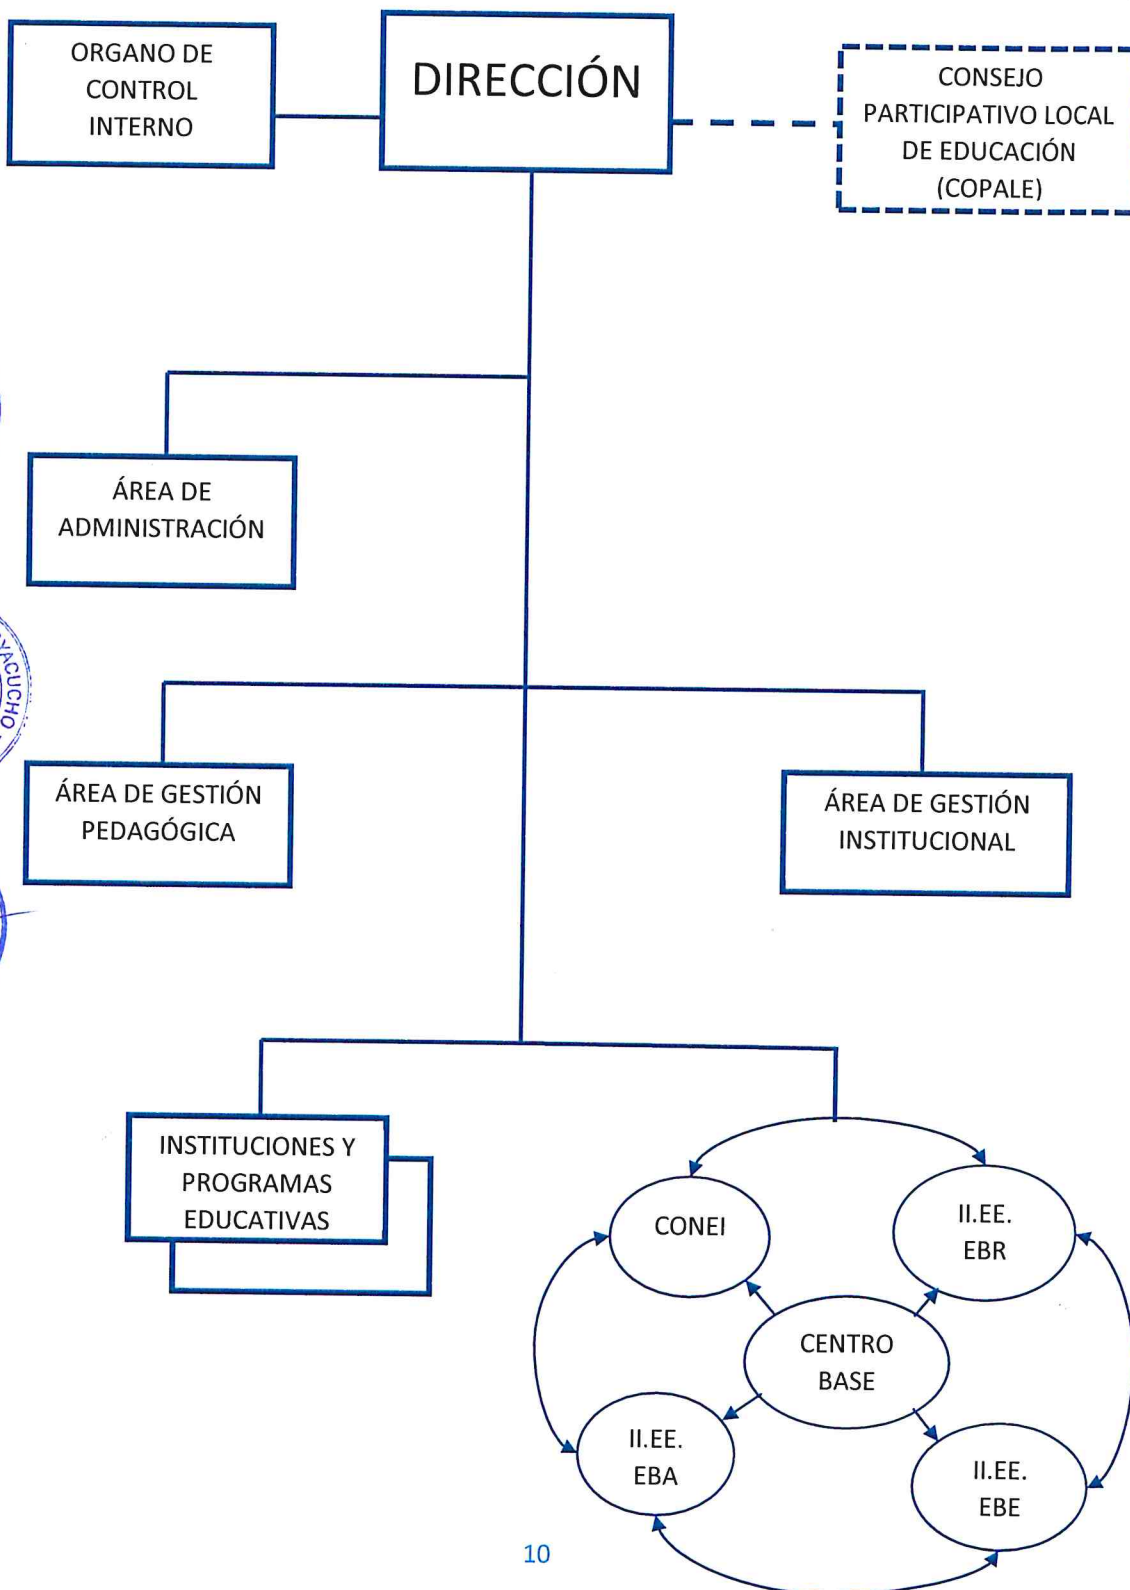 ORGANO DE
CONTROL
INTERNO
DIRECCIÓN
CONSEJO
PARTICIPATIVO LOCAL
DE EDUCACIÓN
(COPALE)
ÁREA DE
ADMINISTRACIÓN
ÁREA DE GESTIÓN
PEDAGÓGICA
ÁREA DE GESTIÓN
INSTITUCIONAL
INSTITUCIONES Y
PROGRAMAS
EDUCATIVAS
CONEI
II.EE.
EBR
CENTRO
BASE
II.EE.
EBA
II.EE.
EBE
10